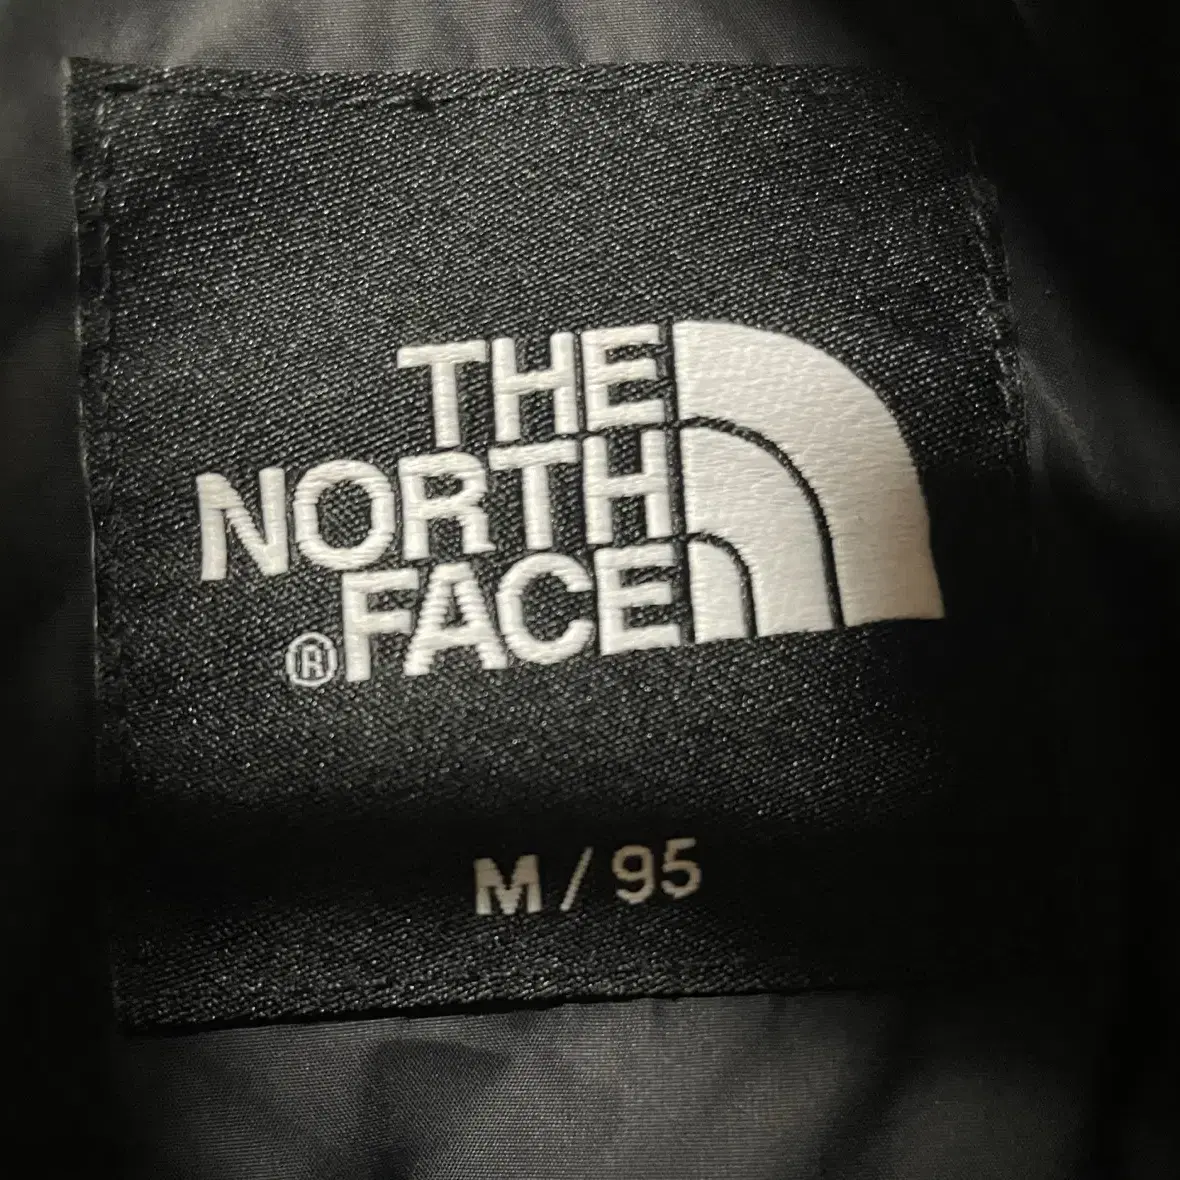 THE
NORTH
®FACE
M / 95